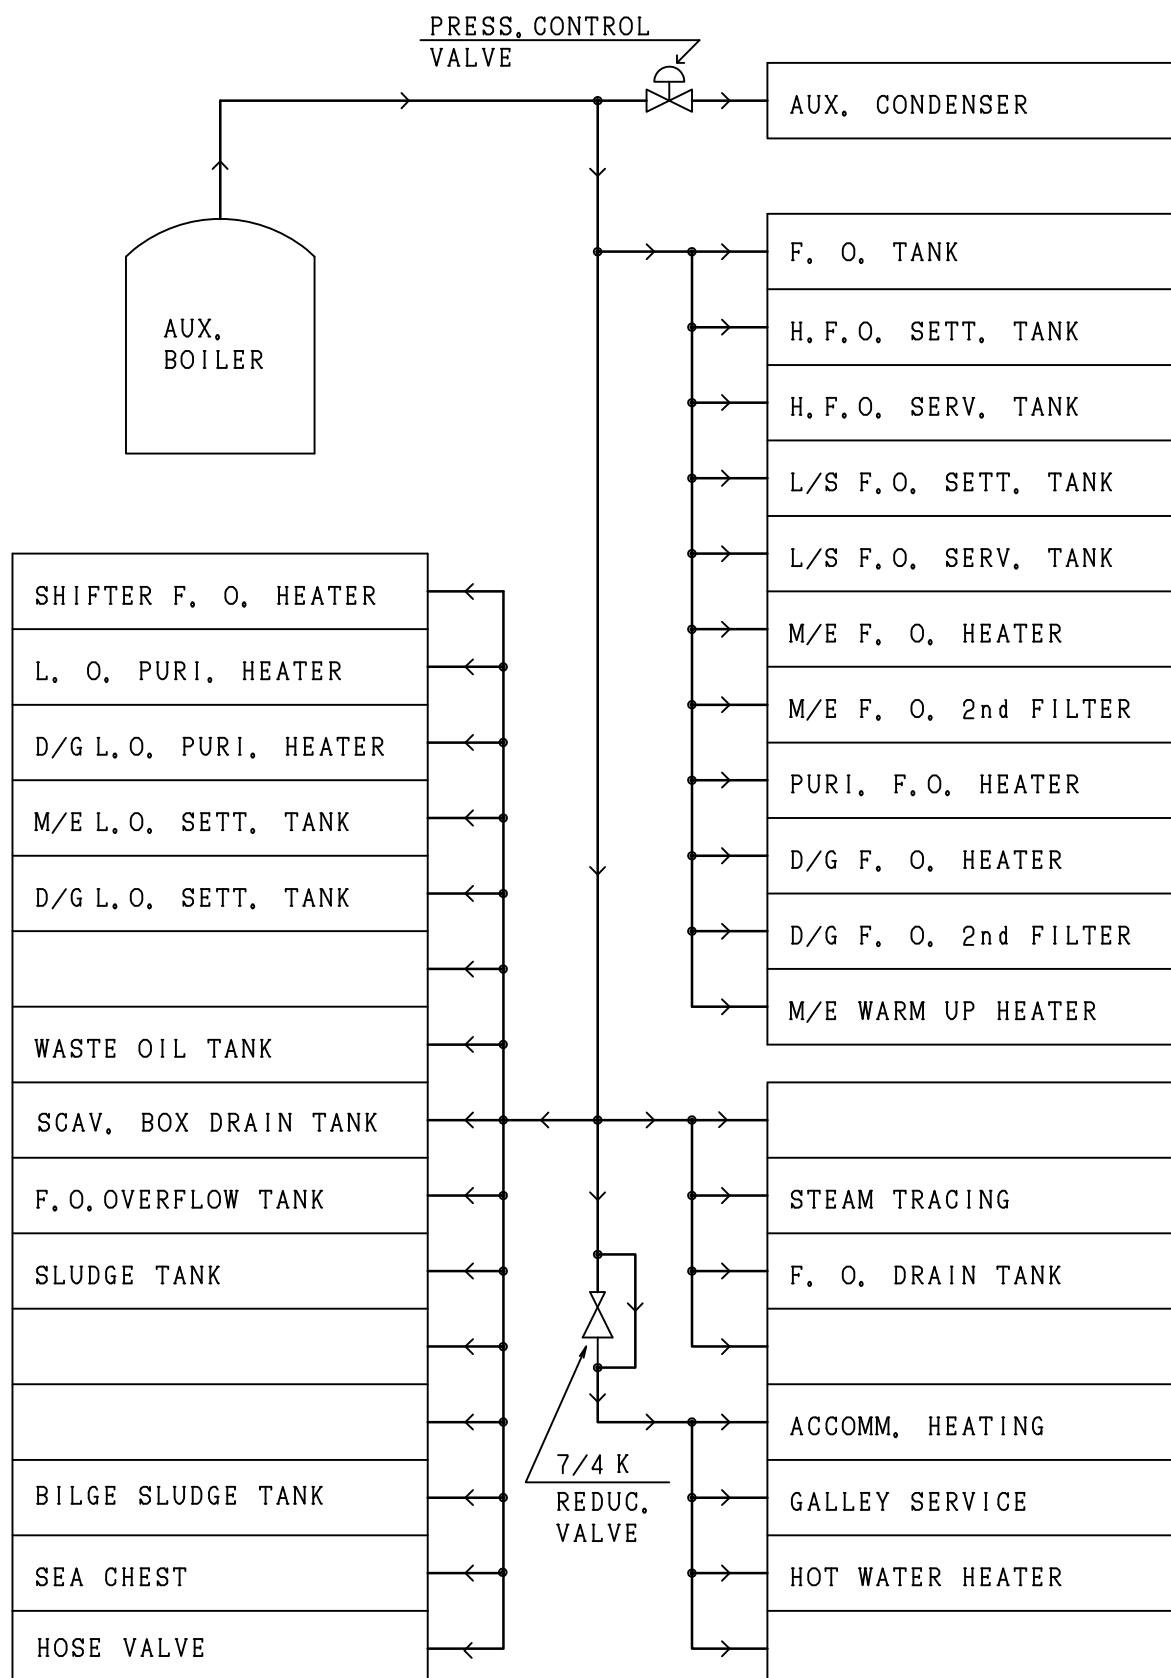 PRESS. CONTROL
VALVE
AUX. CONDENSER
AUX.
BOILER
F. O. TANK
H.F.O. SETT. TANK
H.F.O. SERV. TANK
L/S F.O. SETT. TANK
L/S F.O. SERV. TANK
M/E F. O. HEATER
M/E F. O. 2nd FILTER
PURI. F.O. HEATER
D/G F. O. HEATER
D/G F. O. 2nd FILTER
M/E WARM UP HEATER
SHIFTER F. O. HEATER
L. O. PURI. HEATER
D/G L.O. PURI. HEATER
M/E L.O. SETT. TANK
D/G L.O. SETT. TANK
WASTE OIL TANK
SCAV. BOX DRAIN TANK
F.O.OVERFLOW TANK
SLUDGE TANK
BILGE SLUDGE TANK
SEA CHEST
HOSE VALVE
STEAM TRACING
F. O. DRAIN TANK
7/4 K
REDUC.
VALVE
ACCOMM. HEATING
GALLEY SERVICE
HOT WATER HEATER